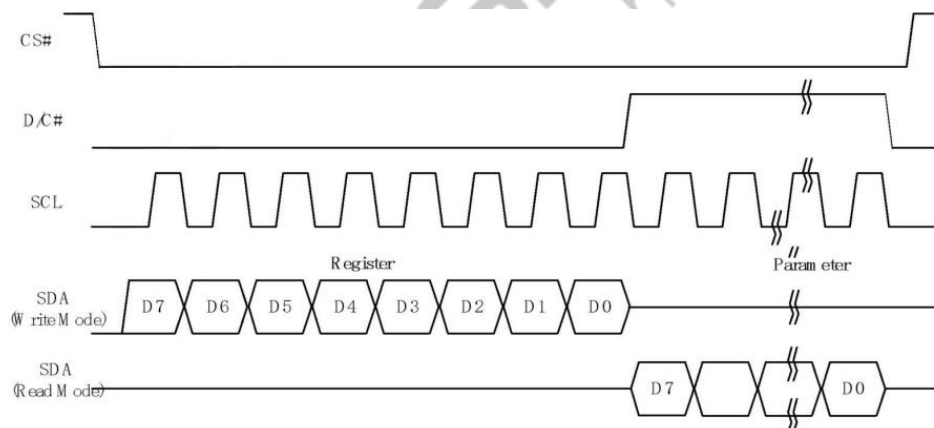 CS#
D/C#
SCL
Register Parameter
SDA
(Write Mode) D7 D6 D5 D4 D3 D2 D1 D0
SDA
(Read Mode) D7 D0